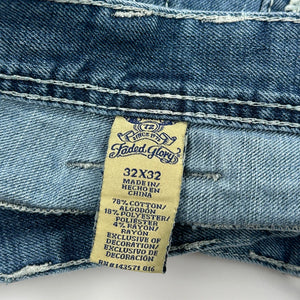 Faded Glory
32X32
MADE IN/
HECHO EN
CHINA
78% COTTON/
ALGODON
18% POLYESTER/
POLIESTER
4% RAYON/
RAYON
EXCLUSIVE OF
DECORATION/
EXCLUSIVO DE
DECORACION